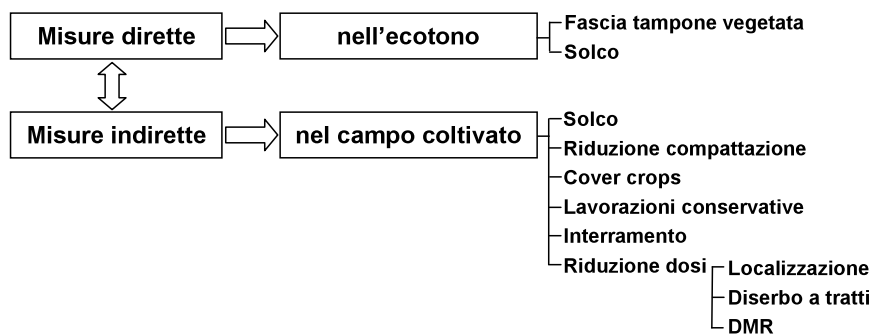 Misure dirette
nell'ecotono
Fascia tampone vegetata
Solco
Misure indirette
nel campo coltivato
Solco
Riduzione compattazione
Cover crops
Lavorazioni conservative
Interramento
Riduzione dosi
Localizzazione
Diserbo a tratti
DMR